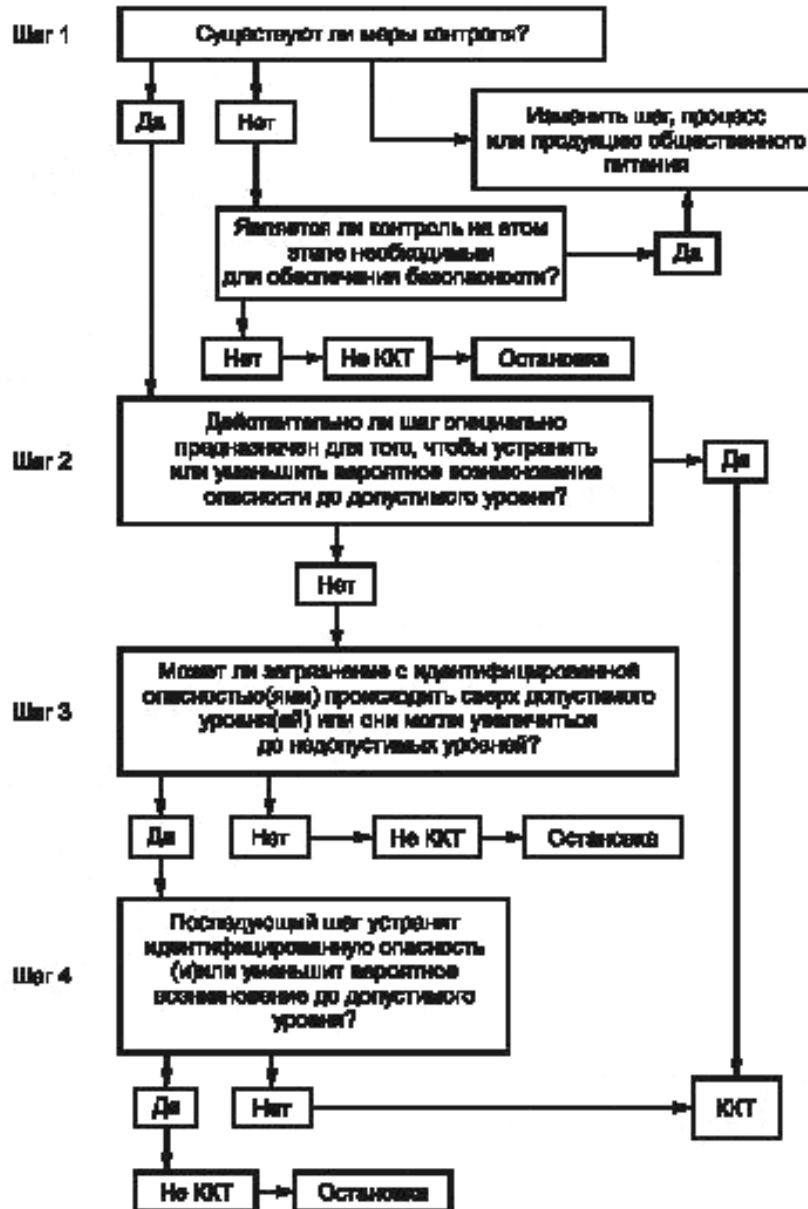 Шаг 1
Существуют ли меры контроля?
Да
Нет
Изменить шаг, процесс
или продукцию общественного
питания
Является ли контроль на этом
этапе необходимым
для обеспечения безопасности?
Да
Нет
Не ККТ
Остановка
Шаг 2
Действительно ли шаг специально
предназначен для того, чтобы устранить
или уменьшить вероятное возникновение
опасности до допустимого уровня?
Да
Нет
Шаг 3
Может ли загрязнение с идентифицированной
опасностью(ями) происходить сверх допустимого
уровня(ей) или они могли увеличиться
до недопустимых уровней?
Да
Нет
Не ККТ
Остановка
Шаг 4
Последующий шаг устранит
идентифицированную опасность
(и)или уменьшит вероятное
возникновение до допустимого
уровня?
Да
Нет
ККТ
Не ККТ
Остановка